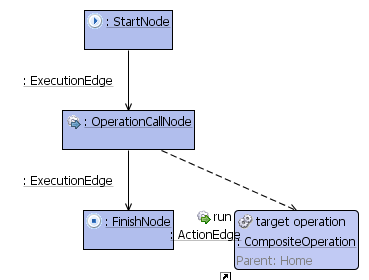 : StartNode
: ExecutionEdge
: OperationCallNode
: ExecutionEdge
: FinishNode
run
: ActionEdge
target operation
: CompositeOperation
Parent: Home